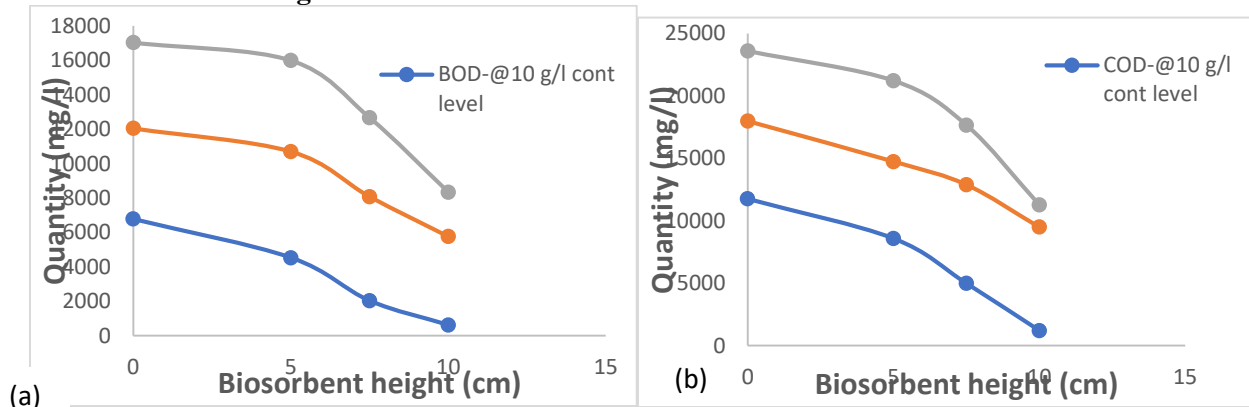 18000
16000
14000
12000
10000
8000
6000
4000
2000
0
Quantity (mg/l)
BOD-@10 g/l cont
level
0 5 10 15
Biosorbent height (cm)
(a)
25000
20000
15000
10000
5000
0
Quantity (mg/l)
COD-@10 g/l
cont level
0 5 10 15
Biosorbent height (cm)
(b)